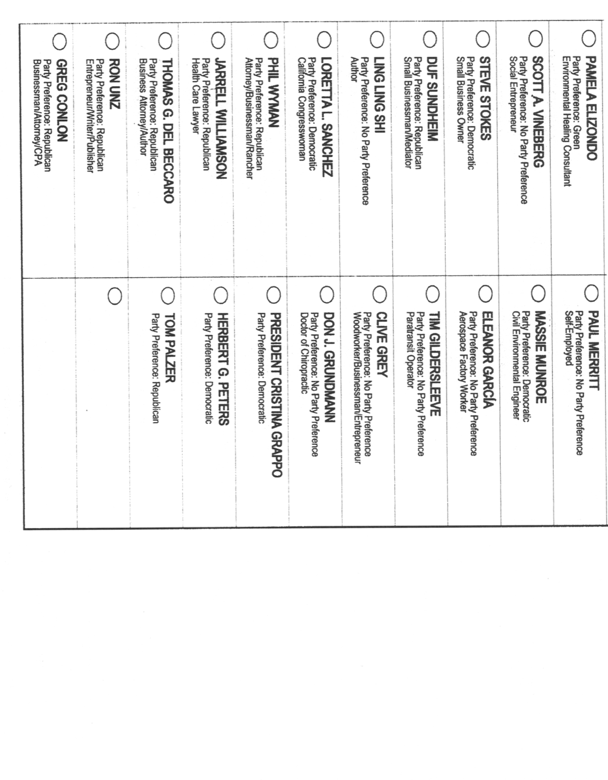 PAMELA ELIZONDO
Party Preference: Green
Environmental Healing Consultant
SCOTT A. VINEBERG
Party Preference: No Party Preference
Social Entrepreneur
STEVE STOKES
Party Preference: Democratic
Small Business Owner
DUF SUNDHEIM
Party Preference: Republican
Small Businessman/Mediator
LING LING SHI
Party Preference: No Party Preference
Author
LORETTA L. SANCHEZ
Party Preference: Democratic
California Congresswoman
PHIL WYMAN
Party Preference: Republican
Attorney/Businessman/Rancher
JARRELL WILLIAMSON
Party Preference: Republican
Health Care Lawyer
THOMAS G. DEL BECCARO
Party Preference: Republican
Business Attorney/Author
RON UNZ
Party Preference: Republican
Entrepreneur/Writer/Publisher
GREG CONLON
Party Preference: Republican
Businessman/Attorney/CPA
PAUL MERRITT
Party Preference: No Party Preference
Self-Employed
MASSIE MUNROE
Party Preference: Democratic
Civil Environmental Engineer
ELEANOR GARCÍA
Party Preference: No Party Preference
Aerospace Factory Worker
TIM GILDERSLEEVE
Party Preference: No Party Preference
Paratransit Operator
CLIVE GREY
Party Preference: No Party Preference
Woodworker/Businessman/Entrepreneur
DON J. GRUNDMANN
Party Preference: No Party Preference
Doctor of Chiropractic
PRESIDENT CRISTINA GRAPPO
Party Preference: Democratic
HERBERT G. PETERS
Party Preference: Democratic
TOM PALZER
Party Preference: Republican